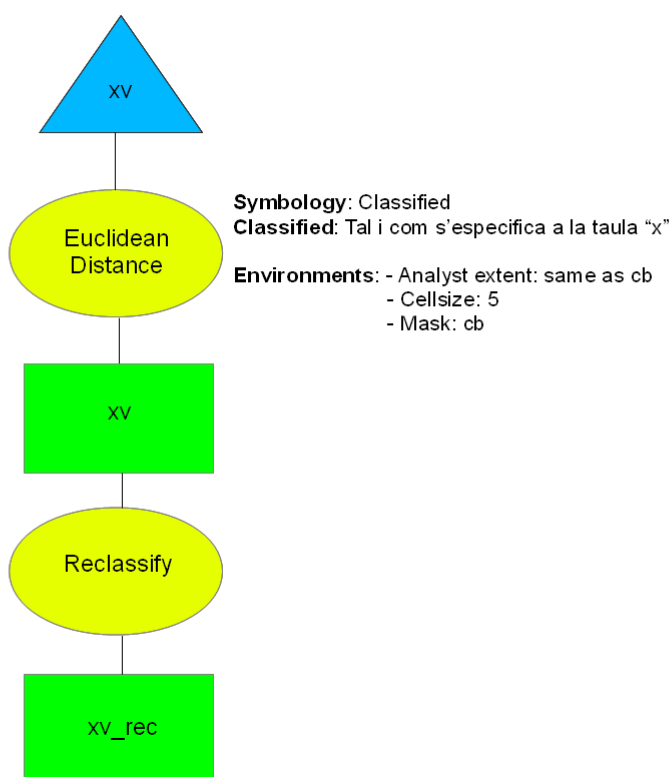 xv
Euclidean
Distance
Symbology: Classified
Classified: Tal i com s'especifica a la taula “x”
Environments: - Analyst extent: same as cb
- Cellsize: 5
- Mask: cb
xv
Reclassify
xv_rec